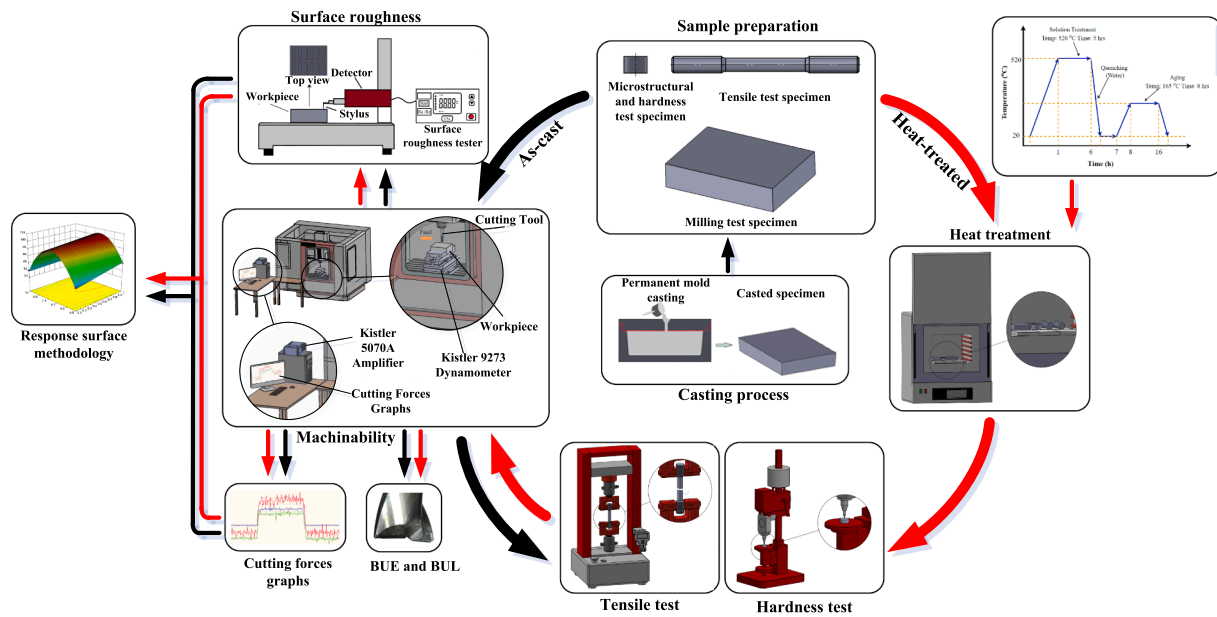 Surface roughness
Top view
Detector
Workpiece
Stylus
Surface
roughness tester
Sample preparation
Microstructural
and hardness
test specimen
Tensile test specimen
Milling test specimen
As-cast
Heat-treated
Solution Treatment
Temp: 520 ⁰C Time: 5 hrs
Quenching
(Water)
Aging
Temp: 165 ⁰C Time: 8 hrs
Temperature (⁰C)
520
20
1
6
7
8
16
Time (h)
Heat treatment
Cutting Tool
Feed
Workpiece
Kistler
5070A
Amplifier
Kistler 9273
Dynamometer
Cutting Forces
Graphs
Machinability
Response surface
methodology
Permanent mold
casting
Casted specimen
Casting process
Cutting forces
graphs
BUE and BUL
Tensile test
Hardness test